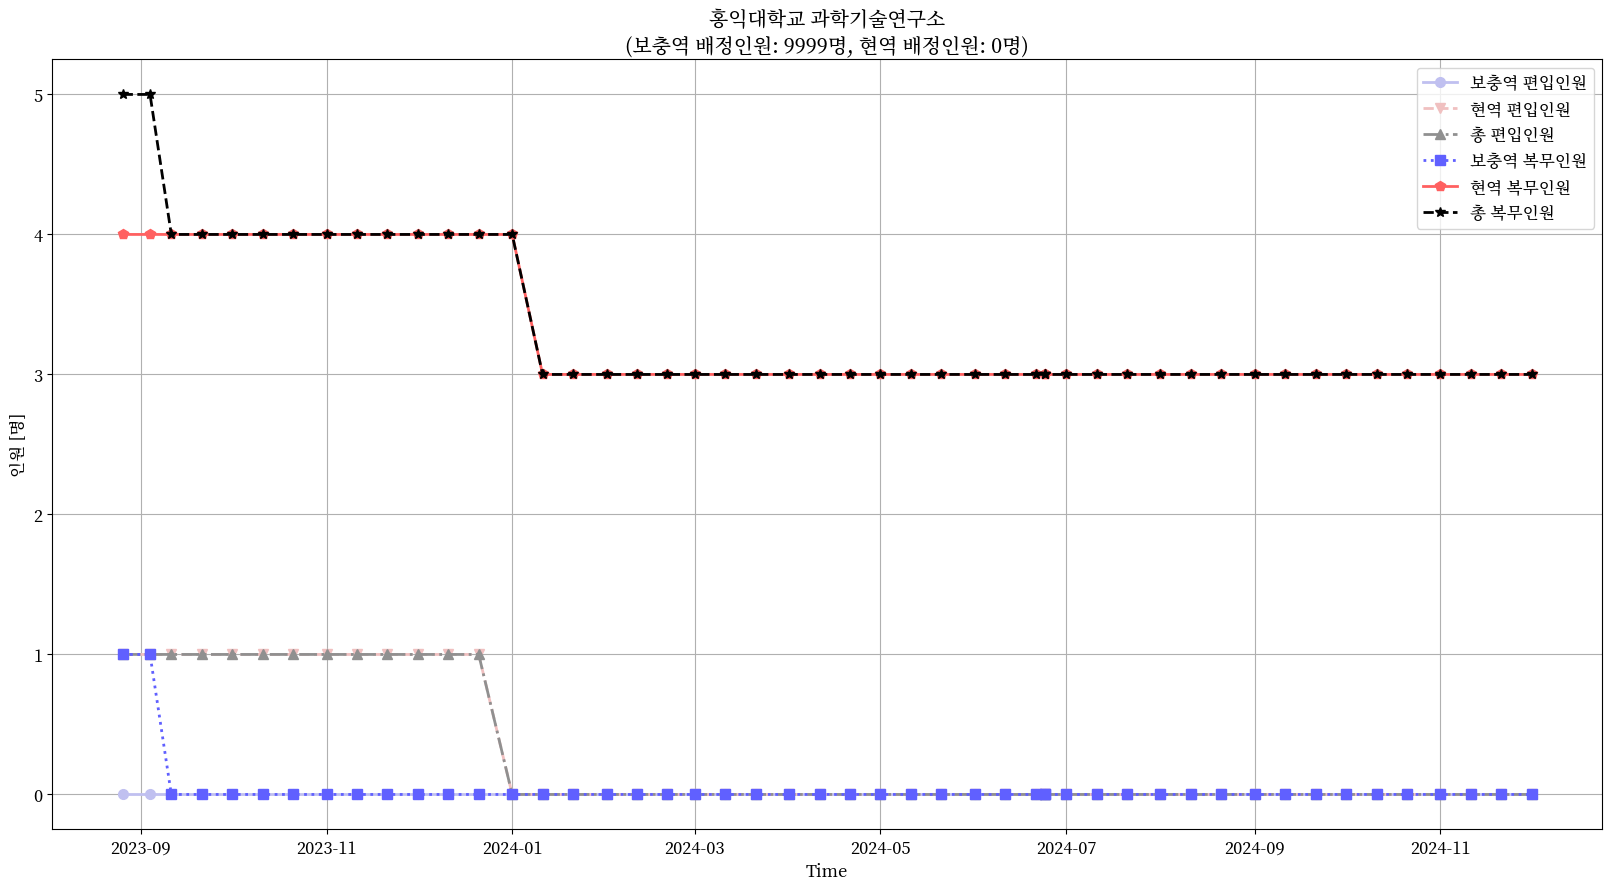 홍익대학교 과학기술연구소
(보충역 배정인원: 9999명, 현역 배정인원: 0명)
보충역 편입인원
현역 편입인원
총 편입인원
보충역 복무인원
현역 복무인원
총 복무인원
인원 [명]
5
4
3
2
1
0
2023-09 2023-11 2024-01 2024-03 2024-05 2024-07 2024-09 2024-11
Time